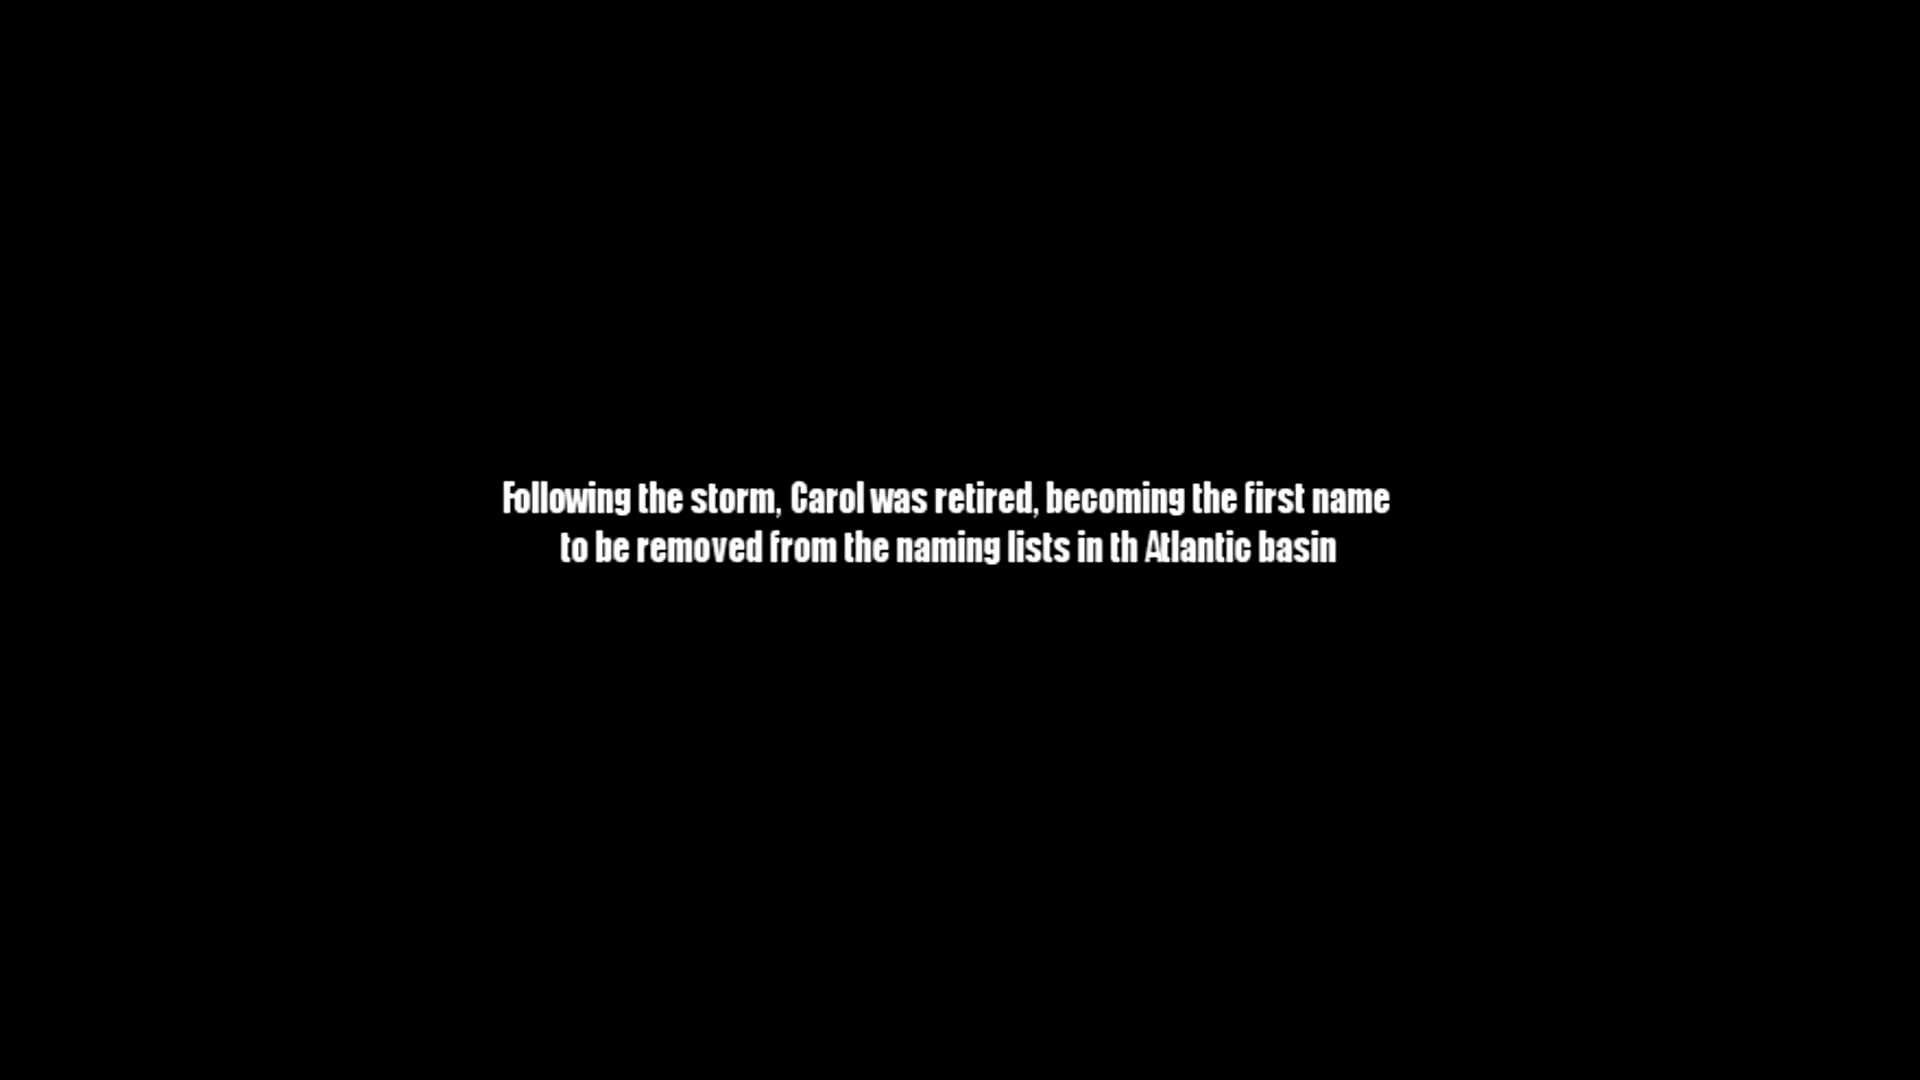 Following the storm, Carol was retired, becoming the first name
to be removed from the naming lists in th Atlantic basin